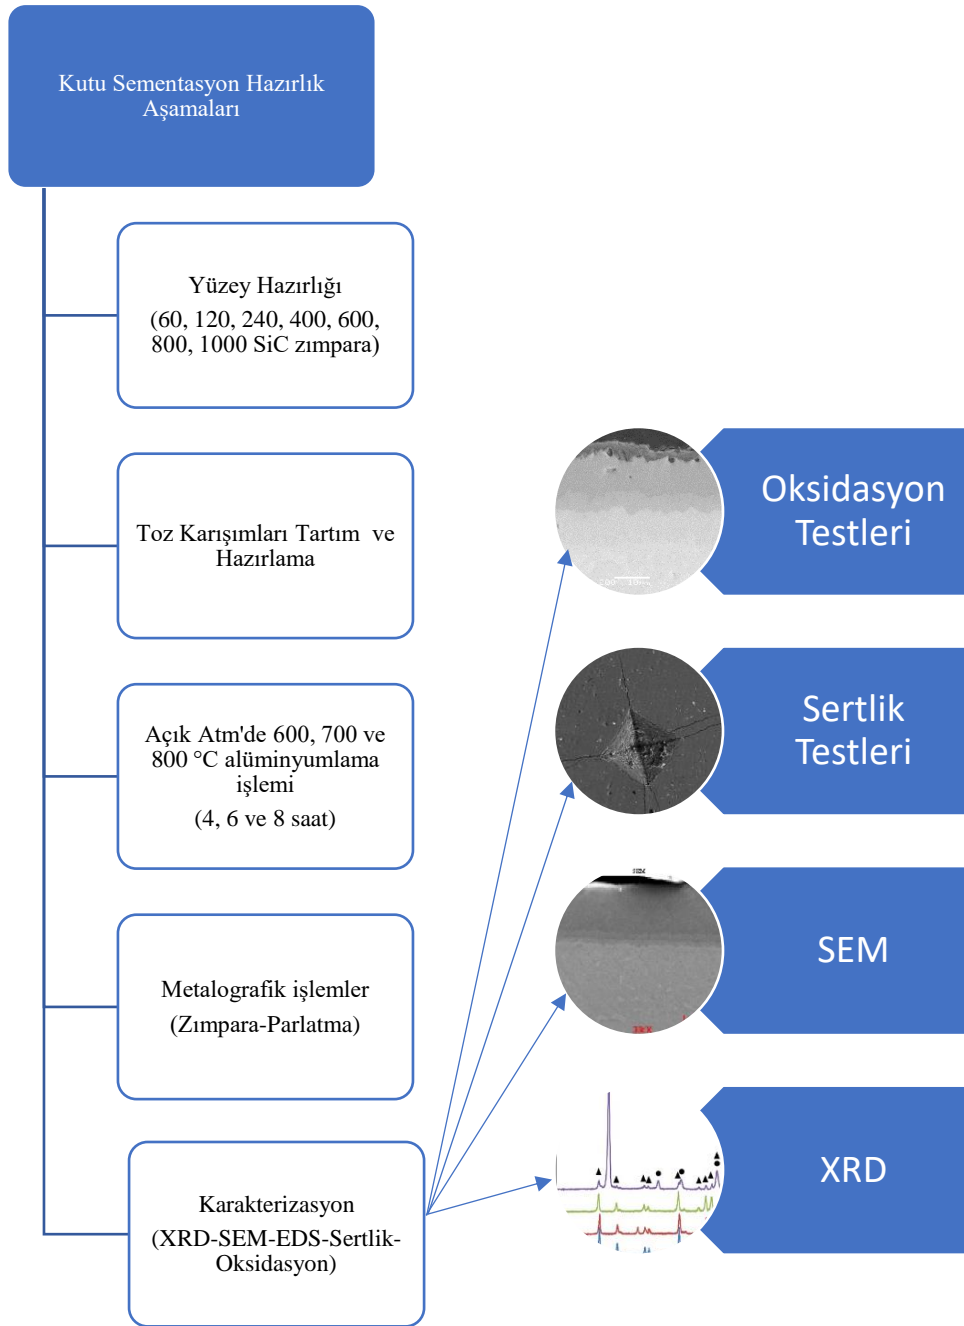 Kutu Sementasyon Hazırlık
Aşamaları
Yüzey Hazırlığı
(60, 120, 240, 400, 600,
800, 1000 SiC zımpara)
Toz Karışımları Tartım ve
Hazırlama
Açık Atm'de 600, 700 ve
800 °C alüminyumlama
işlemi
(4, 6 ve 8 saat)
Metalografik işlemler
(Zımpara-Parlatma)
Karakterizasyon
(XRD-SEM-EDS-Sertlik-
Oksidasyon)
Oksidasyon
Testleri
Sertlik
Testleri
SEM
XRD